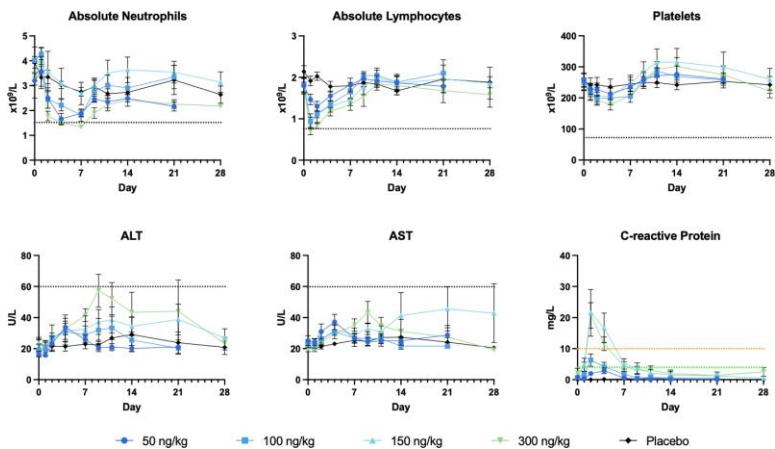 Absolute Neutrophils
5
4
3
2
1
0
x10⁹/L
0 7 14 21 28
Day
Absolute Lymphocytes
3
2
1
0
x10⁹/L
0 7 14 21 28
Day
Platelets
400
300
200
100
0
x10⁹/L
0 7 14 21 28
Day
ALT
80
60
40
20
0
U/L
0 7 14 21 28
Day
AST
80
60
40
20
0
U/L
0 7 14 21 28
Day
C-reactive Protein
40
30
20
10
0
mg/L
0 7 14 21 28
Day
50 ng/kg 100 ng/kg 150 ng/kg 300 ng/kg Placebo